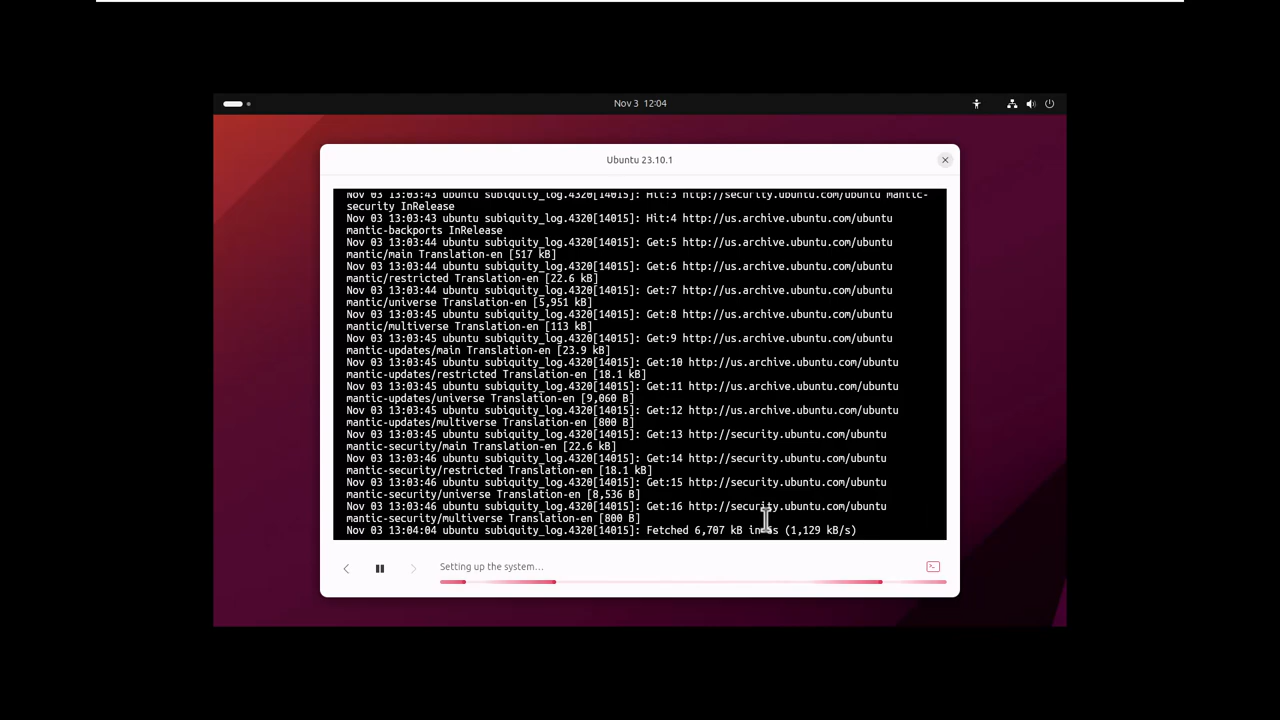 Nov 3 12:04
Ubuntu 23.10.1
Nov 03 13:03:43 ubuntu subiquity_log.4320[14015]: Hit:3 http://security.ubuntu.com/ubuntu mantic-
security InRelease
Nov 03 13:03:43 ubuntu subiquity_log.4320[14015]: Hit:4 http://us.archive.ubuntu.com/ubuntu
mantic-backports InRelease
Nov 03 13:03:44 ubuntu subiquity_log.4320[14015]: Get:5 http://us.archive.ubuntu.com/ubuntu
mantic/main Translation-en [517 kB]
Nov 03 13:03:44 ubuntu subiquity_log.4320[14015]: Get:6 http://us.archive.ubuntu.com/ubuntu
mantic/restricted Translation-en [22.6 kB]
Nov 03 13:03:44 ubuntu subiquity_log.4320[14015]: Get:7 http://us.archive.ubuntu.com/ubuntu
mantic/universe Translation-en [5,951 kB]
Nov 03 13:03:45 ubuntu subiquity_log.4320[14015]: Get:8 http://us.archive.ubuntu.com/ubuntu
mantic/multiverse Translation-en [113 kB]
Nov 03 13:03:45 ubuntu subiquity_log.4320[14015]: Get:9 http://us.archive.ubuntu.com/ubuntu
mantic-updates/main Translation-en [23.9 kB]
Nov 03 13:03:45 ubuntu subiquity_log.4320[14015]: Get:10 http://us.archive.ubuntu.com/ubuntu
mantic-updates/restricted Translation-en [18.1 kB]
Nov 03 13:03:45 ubuntu subiquity_log.4320[14015]: Get:11 http://us.archive.ubuntu.com/ubuntu
mantic-updates/universe Translation-en [9,060 B]
Nov 03 13:03:45 ubuntu subiquity_log.4320[14015]: Get:12 http://us.archive.ubuntu.com/ubuntu
mantic-updates/multiverse Translation-en [800 B]
Nov 03 13:03:45 ubuntu subiquity_log.4320[14015]: Get:13 http://security.ubuntu.com/ubuntu
mantic-security/main Translation-en [22.6 kB]
Nov 03 13:03:46 ubuntu subiquity_log.4320[14015]: Get:14 http://security.ubuntu.com/ubuntu
mantic-security/restricted Translation-en [18.1 kB]
Nov 03 13:03:46 ubuntu subiquity_log.4320[14015]: Get:15 http://security.ubuntu.com/ubuntu
mantic-security/universe Translation-en [8,536 B]
Nov 03 13:03:46 ubuntu subiquity_log.4320[14015]: Get:16 http://security.ubuntu.com/ubuntu
mantic-security/multiverse Translation-en [800 B]
Nov 03 13:04:04 ubuntu subiquity_log.4320[14015]: Fetched 6,707 kB in (1,129 kB/s)
Setting up the system...